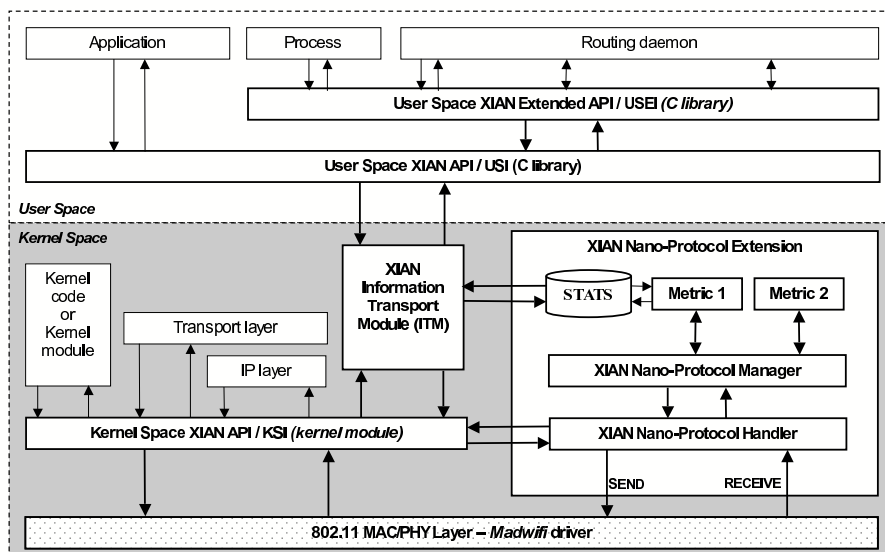 Application
Process
Routing daemon
User Space XIAN Extended API / USEI (C library)
User Space XIAN API / USI (C library)
User Space
Kernel Space
XIAN Nano-Protocol Extension
Kernel
code
or
Kernel
module
XIAN
Information
Transport
Module (ITM)
STATS
Metric 1
Metric 2
Transport layer
IP layer
XIAN Nano-Protocol Manager
Kernel Space XIAN API / KSI (kernel module)
XIAN Nano-Protocol Handler
SEND
RECEIVE
802.11 MAC/PHY Layer – Madwifi driver